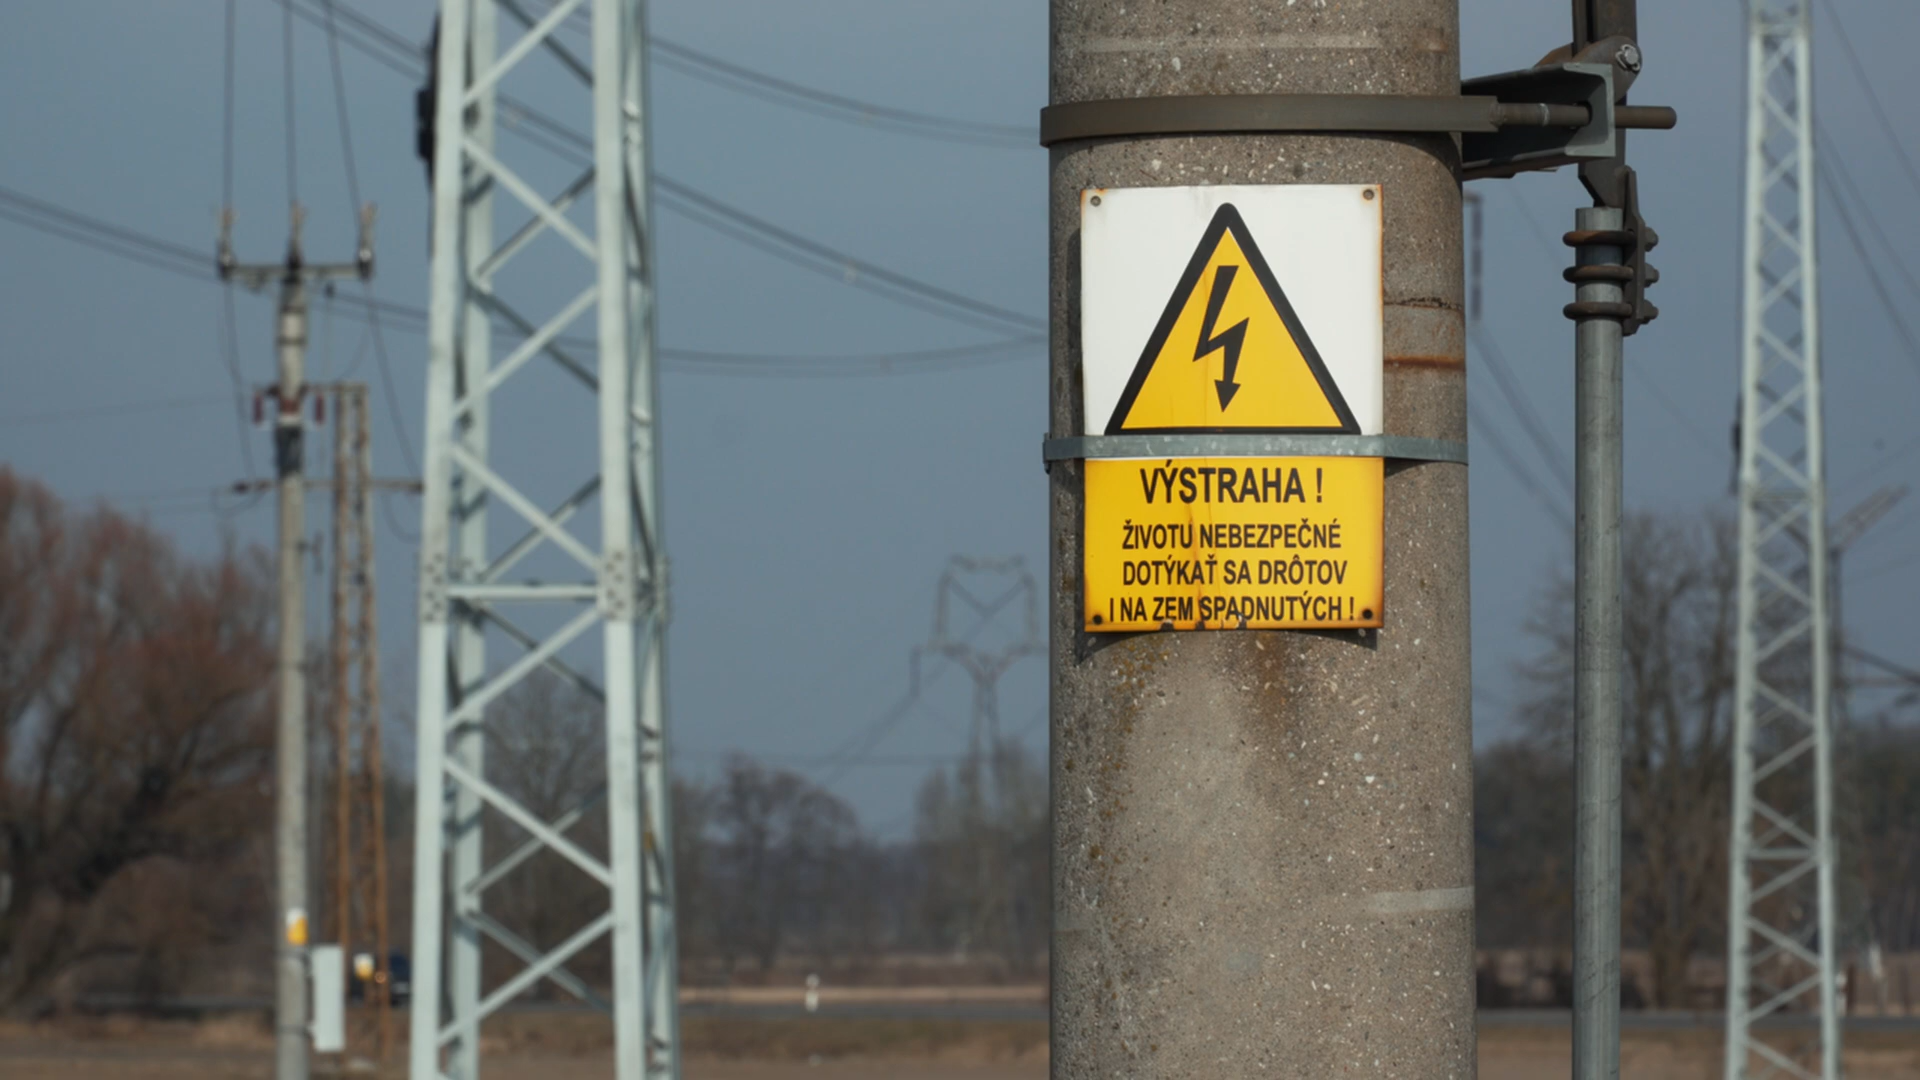 VÝSTRAHA !
ŽIVOTU NEBEZPEČNÉ
DOTÝKAŤ SA DRÔTOV
I NA ZEM SPADNUTÝCH !